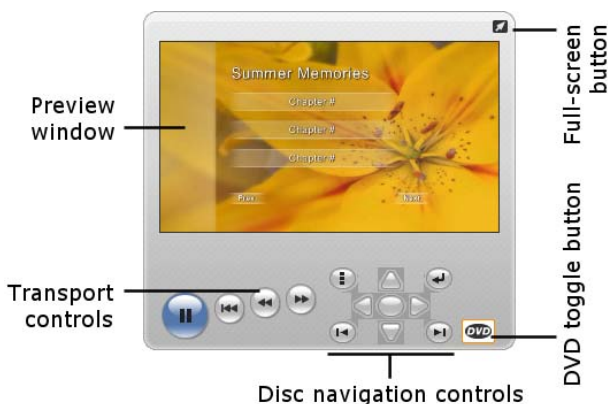 Full-screen
button
Preview
window
Summer Memories
Chapter #
Chapter #
Chapter #
Prev
Next
Transport
controls
DVD
DVD toggle button
Disc navigation controls